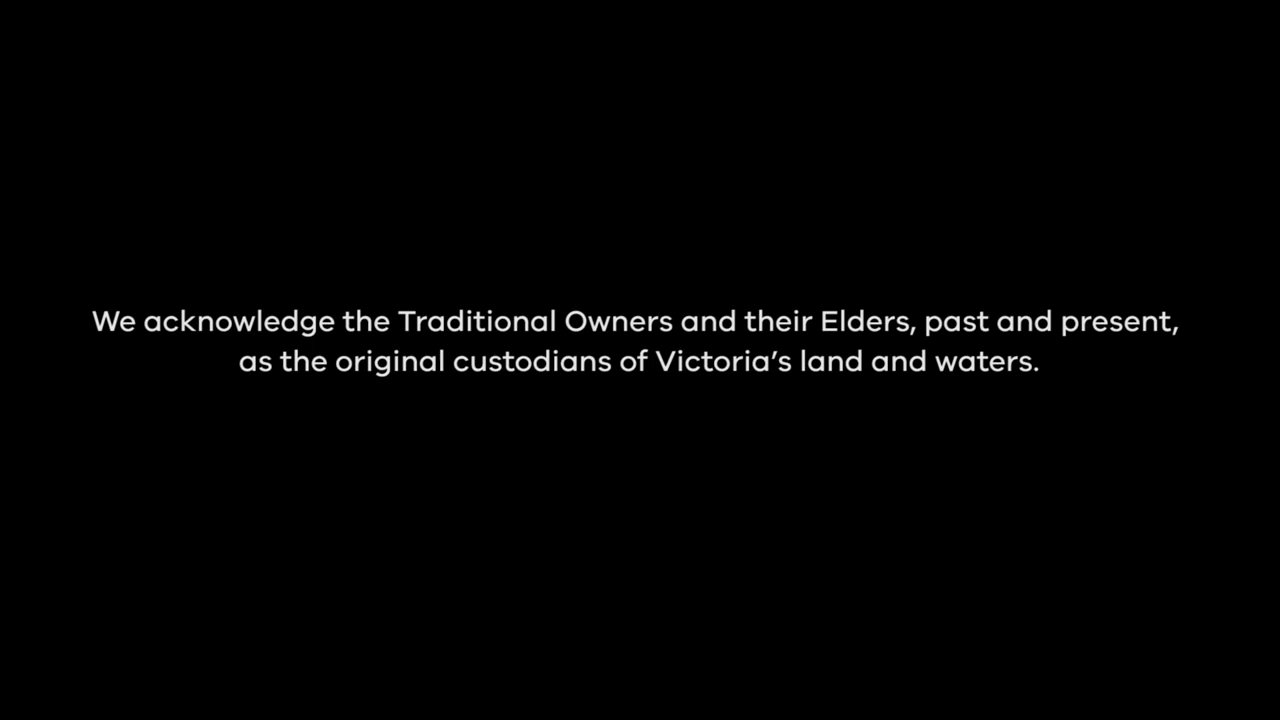 We acknowledge the Traditional Owners and their Elders, past and present,
as the original custodians of Victoria’s land and waters.